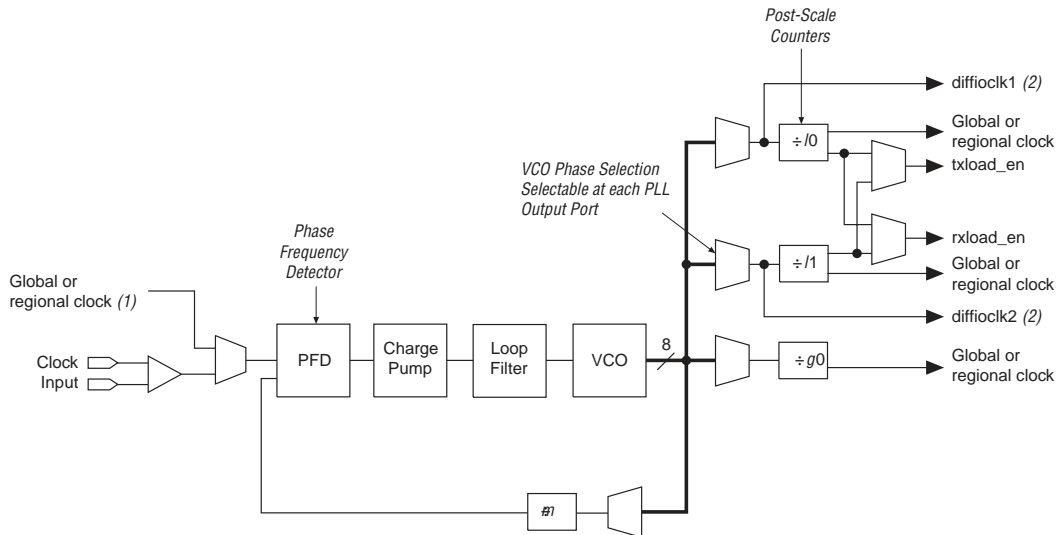 Post-Scale
Counters
diffioclk1 (2)
Global or
regional clock
÷l0
txload_en
VCO Phase Selection
Selectable at each PLL
Output Port
rxload_en
Phase
Frequency
Detector
÷l1
Global or
regional clock
Global or
regional clock (1)
diffioclk2 (2)
8
PFD
Charge
Pump
Loop
Filter
VCO
÷g0
Global or
regional clock
Clock
Input